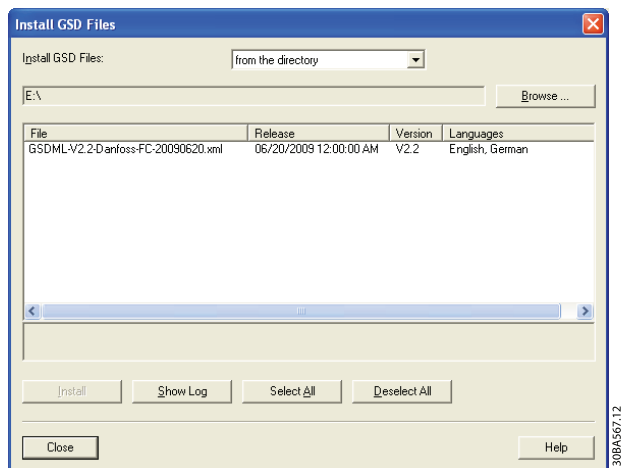 Install GSD Files
Install GSD Files:
from the directory
E:\
Browse ...
File Release Version Languages
GSDML-V2.2-Danfoss-FC-20090620.xml 06/20/2009 12:00:00 AM V2.2 English, German
Install Show Log Select All Deselect All
Close Help
30BA567.12